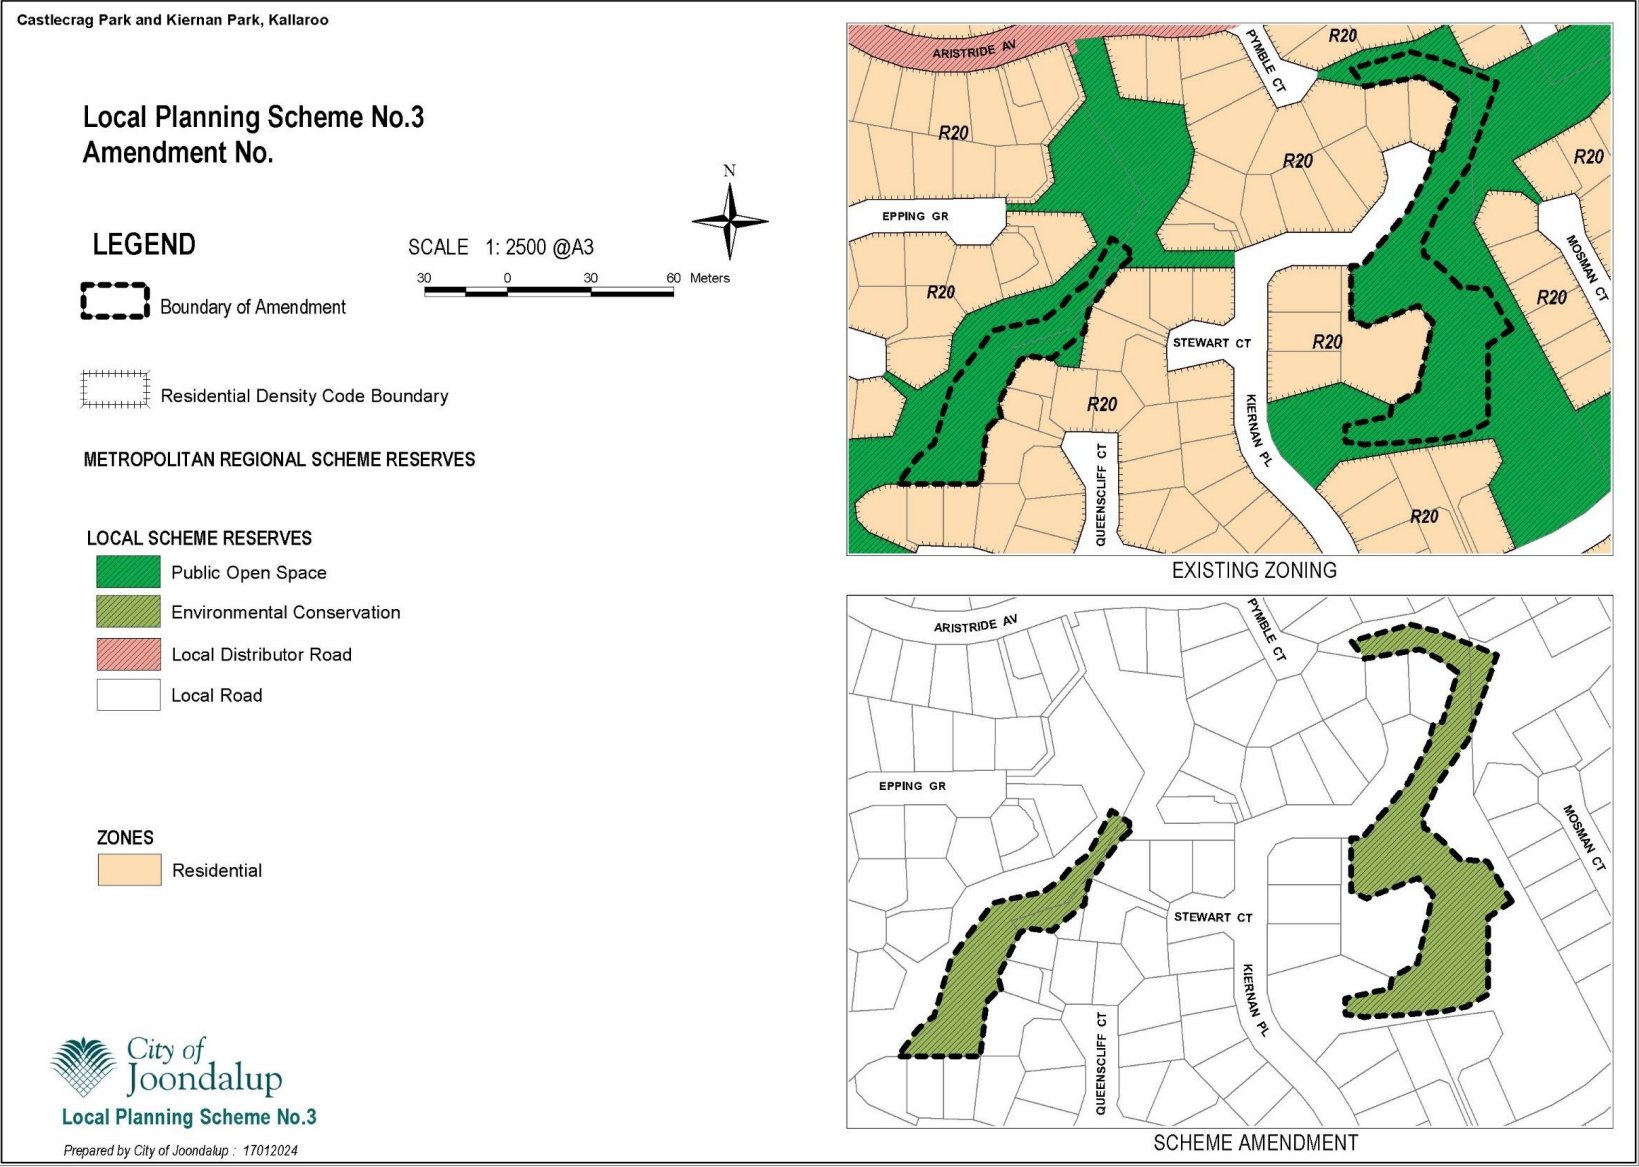 Castlecrag Park and Kiernan Park, Kallaroo
Local Planning Scheme No.3
Amendment No.
N
LEGEND
SCALE 1: 2500 @A3
30 0 30 60 Meters
Boundary of Amendment
Residential Density Code Boundary
METROPOLITAN REGIONAL SCHEME RESERVES
LOCAL SCHEME RESERVES
Public Open Space
Environmental Conservation
Local Distributor Road
Local Road
ZONES
Residential
City of
Joondalup
Local Planning Scheme No.3
Prepared by City of Joondalup : 17012024
ARISTRIDE AV
PYMBLE CT
R20
R20
R20
R20
EPPING GR
MOSMAN CT
R20
R20
R20
STEWART CT
R20
KIERNAN PL
QUEENSCLIFF CT
R20
EXISTING ZONING
ARISTRIDE AV
PYMBLE CT
EPPING GR
MOSMAN CT
STEWART CT
KIERNAN PL
QUEENSCLIFF CT
SCHEME AMENDMENT